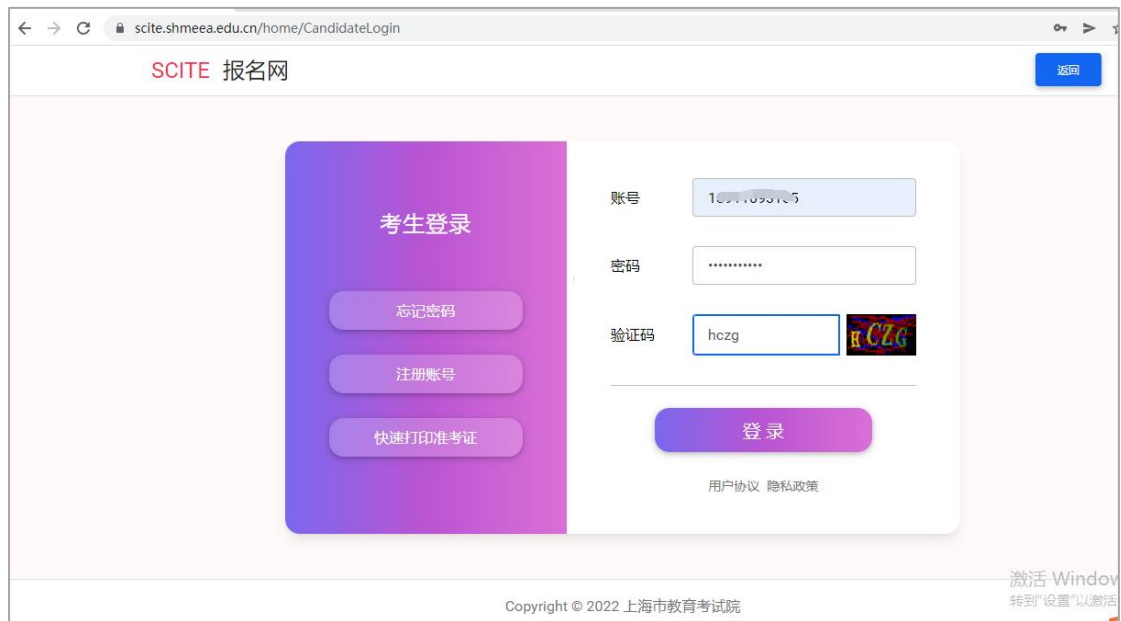 scite.shmeea.edu.cn/home/CandidateLogin
SCITE 报名网
返回
考生登录
忘记密码
注册账号
快速打印准考证
账号
密码
•••••••••••
验证码
hczg
HCZG
登录
用户协议 隐私政策
激活 Window
转到"设置"以激活
Copyright © 2022 上海市教育考试院